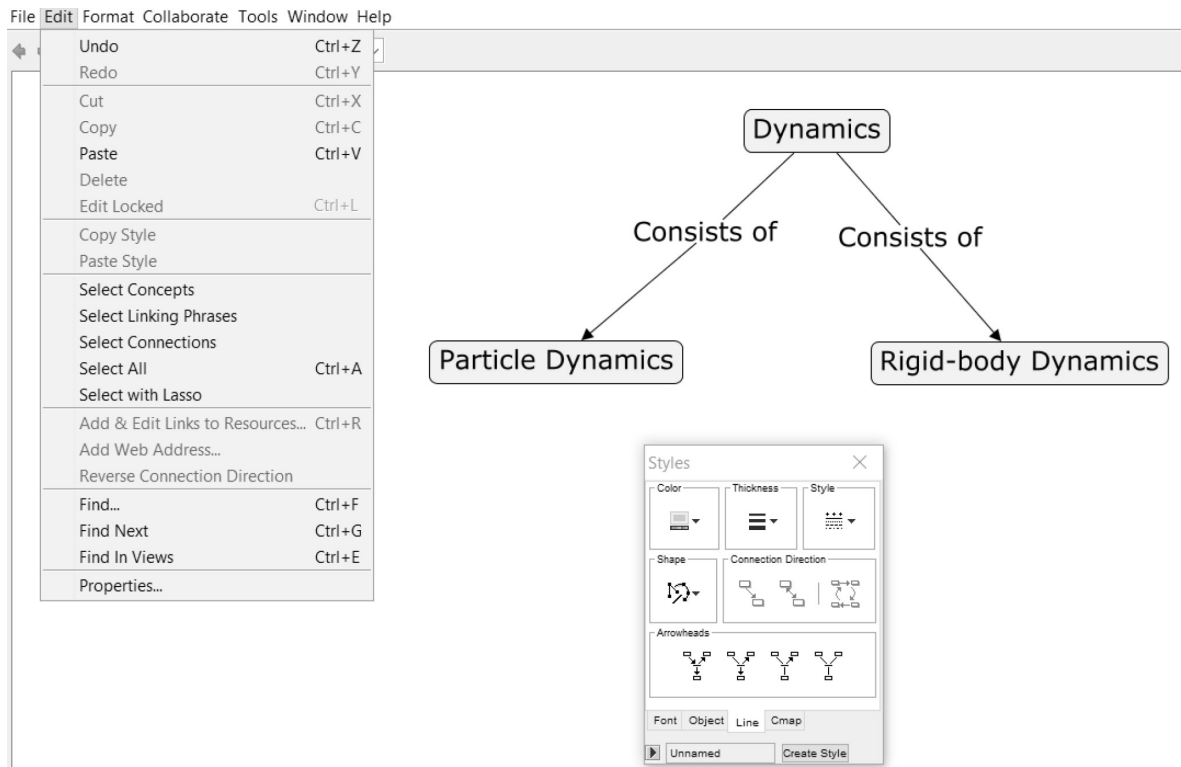 File Edit Format Collaborate Tools Window Help
Undo Ctrl+Z
Redo Ctrl+Y
Cut Ctrl+X
Copy Ctrl+C
Paste Ctrl+V
Delete
Edit Locked Ctrl+L
Copy Style
Paste Style
Select Concepts
Select Linking Phrases
Select Connections
Select All Ctrl+A
Select with Lasso
Add & Edit Links to Resources... Ctrl+R
Add Web Address...
Reverse Connection Direction
Find... Ctrl+F
Find Next Ctrl+G
Find In Views Ctrl+E
Properties...
Dynamics
Consists of Consists of
Particle Dynamics Rigid-body Dynamics
Styles
Color Thickness Style
Shape Connection Direction
Arrowheads
Font Object Line Cmap
Unnamed Create Style